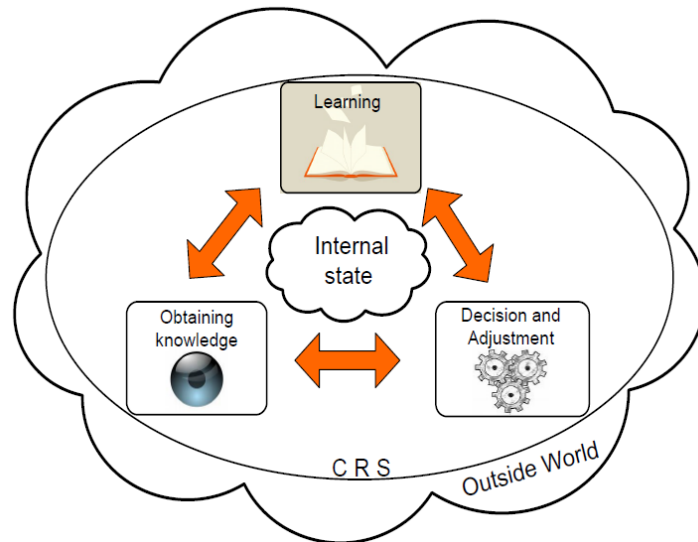 Learning
Internal
state
Obtaining
knowledge
Decision and
Adjustment
C R S
Outside World